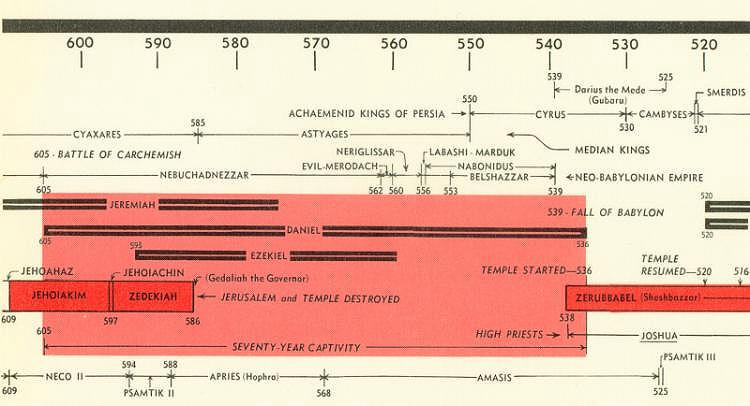 600 590 580 570 560 550 540 530 520
539 525
Darius the Mede
(Gubaru)
SMERDIS
550
ACHAEMENID KINGS OF PERSIA CYRUS CAMBYSES
530 521
585
CYAXARES ASTYAGES MEDIAN KINGS
605 - BATTLE OF CARCHEMISH NERIGLISSAR LABASHI - MARDUK
EVIL-MERODACH NABONIDUS
NEBUCHADNEZZAR BELSHAZZAR NEO-BABYLONIAN EMPIRE
605 562 560 556 553 539
JEREMIAH 539 - FALL OF BABYLON 520
DANIEL 520
605 536
593
EZEKIEL
TEMPLE
JEHOAHAZ JEHOIACHIN (Gedaliah the Governor) TEMPLE STARTED—536 RESUMED—520 516
JEHOIAKIM ZEDEKIAH JERUSALEM and TEMPLE DESTROYED ZERUBBABEL (Sheshbazzar)
609 597 586 538
605 HIGH PRIESTS JOSHUA
SEVENTY-YEAR CAPTIVITY
594 588 PSAMTIK III
NECO II APRIES (Hophra) AMASIS
609 PSAMTIK II 568 525